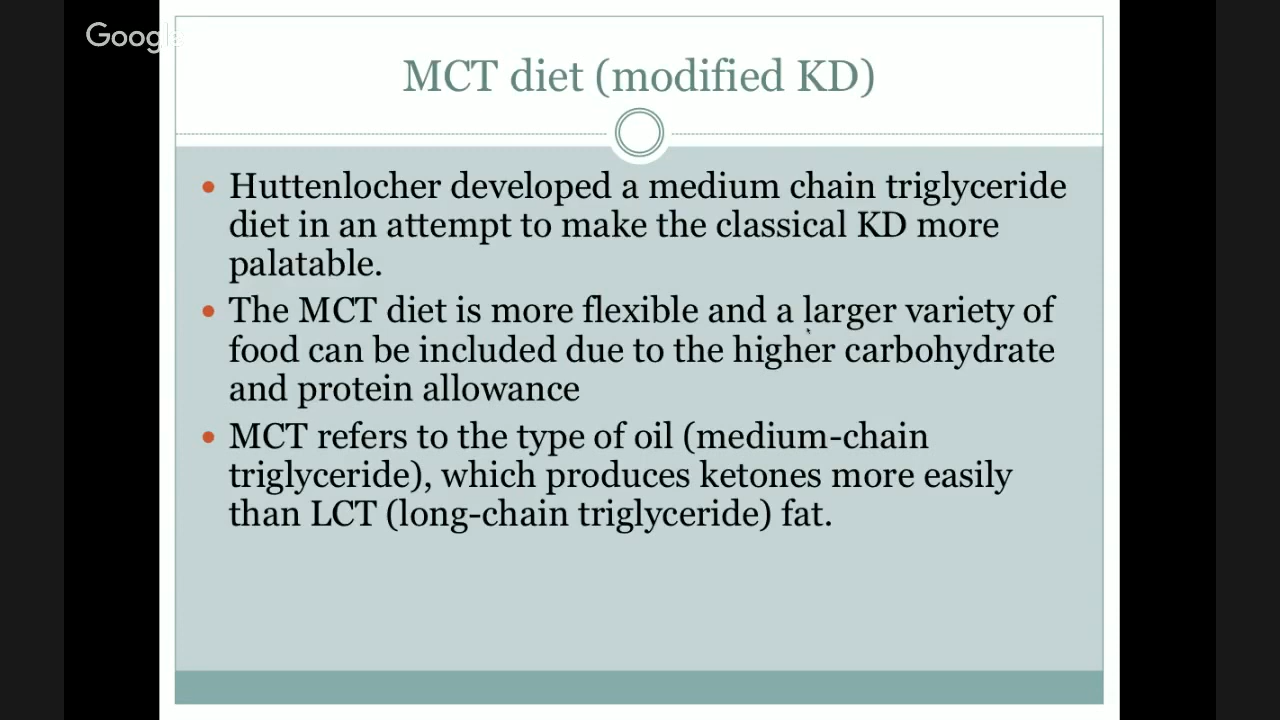 Google
MCT diet (modified KD)
• Huttenlocher developed a medium chain triglyceride
diet in an attempt to make the classical KD more
palatable.
• The MCT diet is more flexible and a larger variety of
food can be included due to the higher carbohydrate
and protein allowance
• MCT refers to the type of oil (medium-chain
triglyceride), which produces ketones more easily
than LCT (long-chain triglyceride) fat.